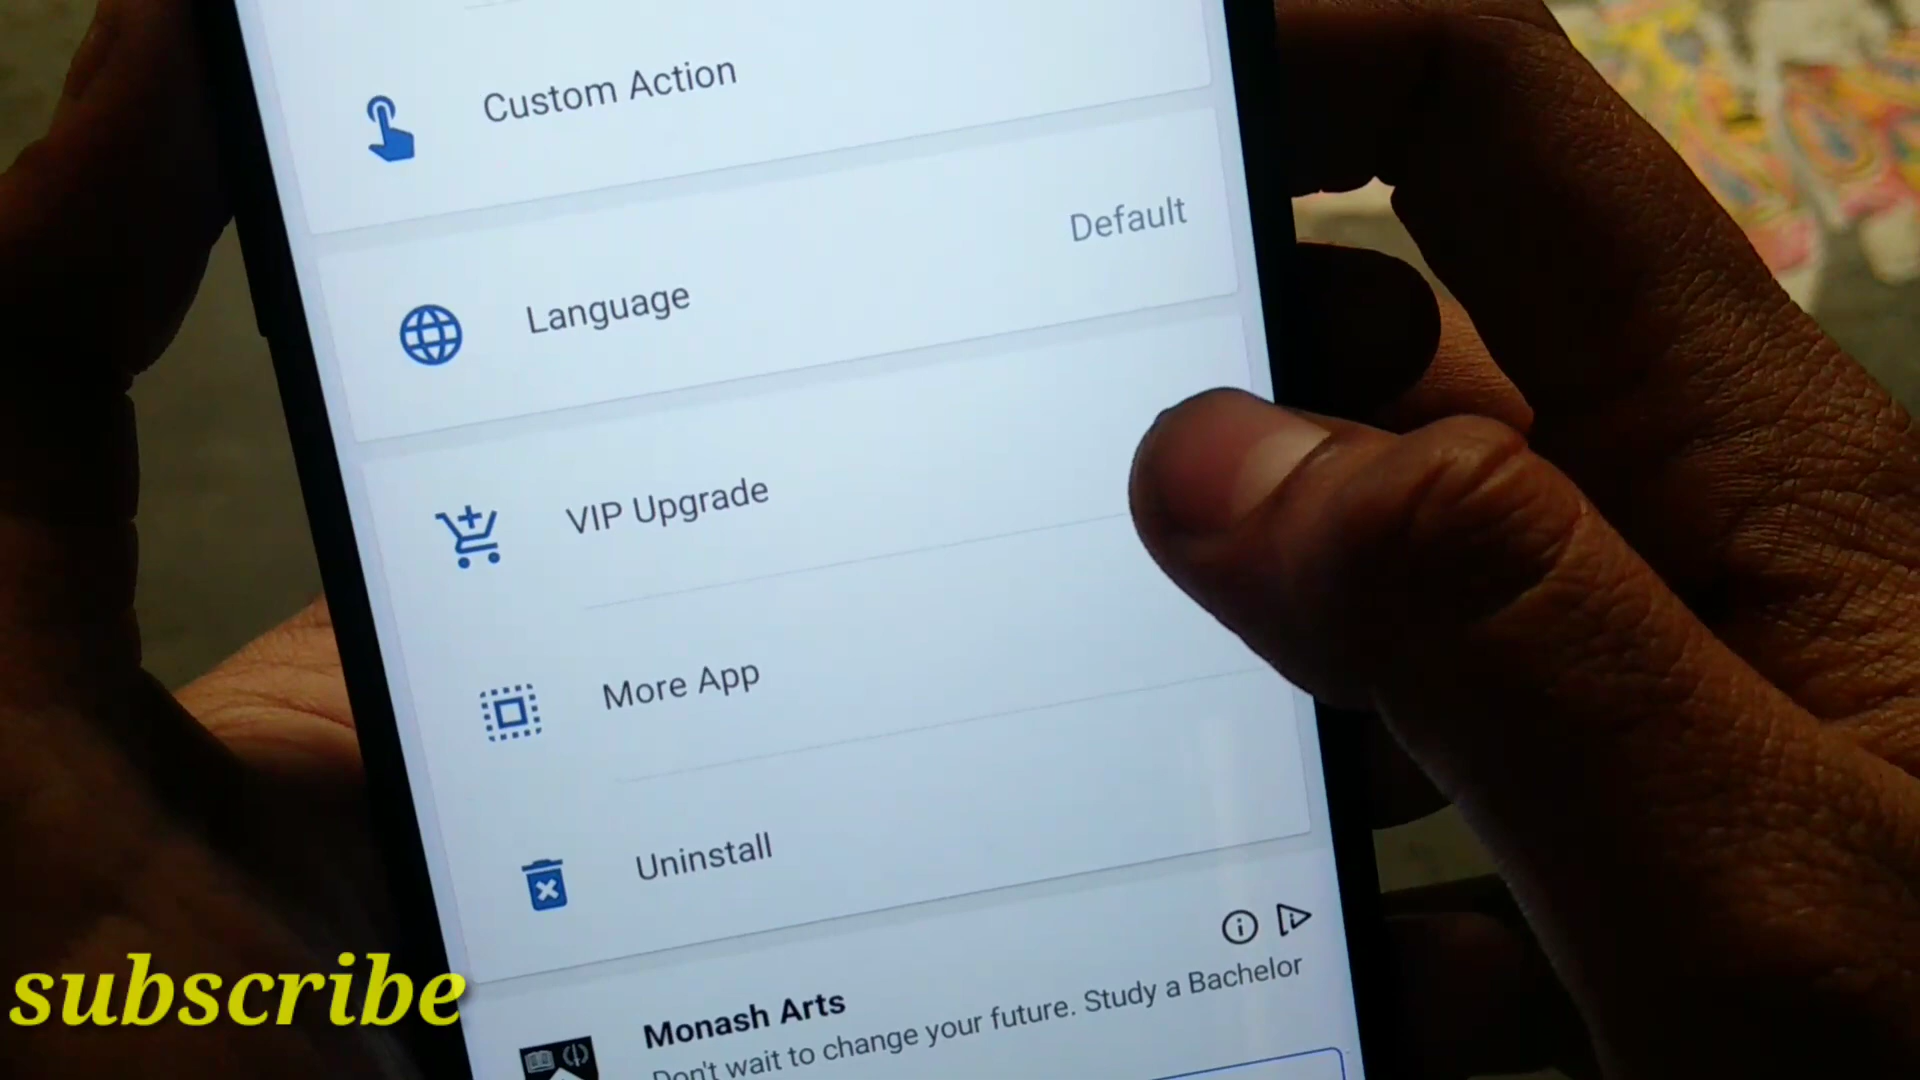 Custom Action
Default
Language
VIP Upgrade
More App
Uninstall
Monash Arts
Don't wait to change your future. Study a Bachelor
subscribe